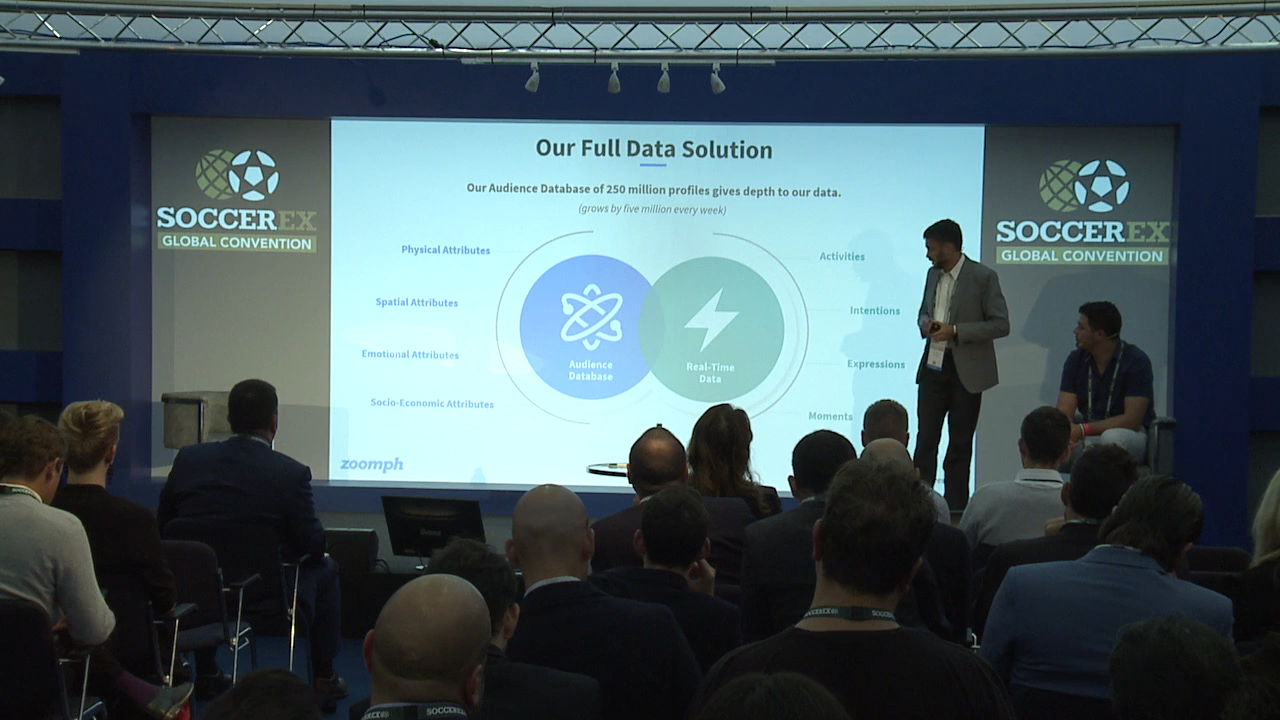 Our Full Data Solution
Our Audience Database of 250 million profiles gives depth to our data.
(grows by five million every week)
SOCCEREX
GLOBAL CONVENTION
Physical Attributes
Spatial Attributes
Emotional Attributes
Socio-Economic Attributes
Audience
Database
Real-Time
Data
Activities
Intentions
Expressions
Moments
zoomph
SOCCEREX
GLOBAL CONVENTION
SOCCEREX